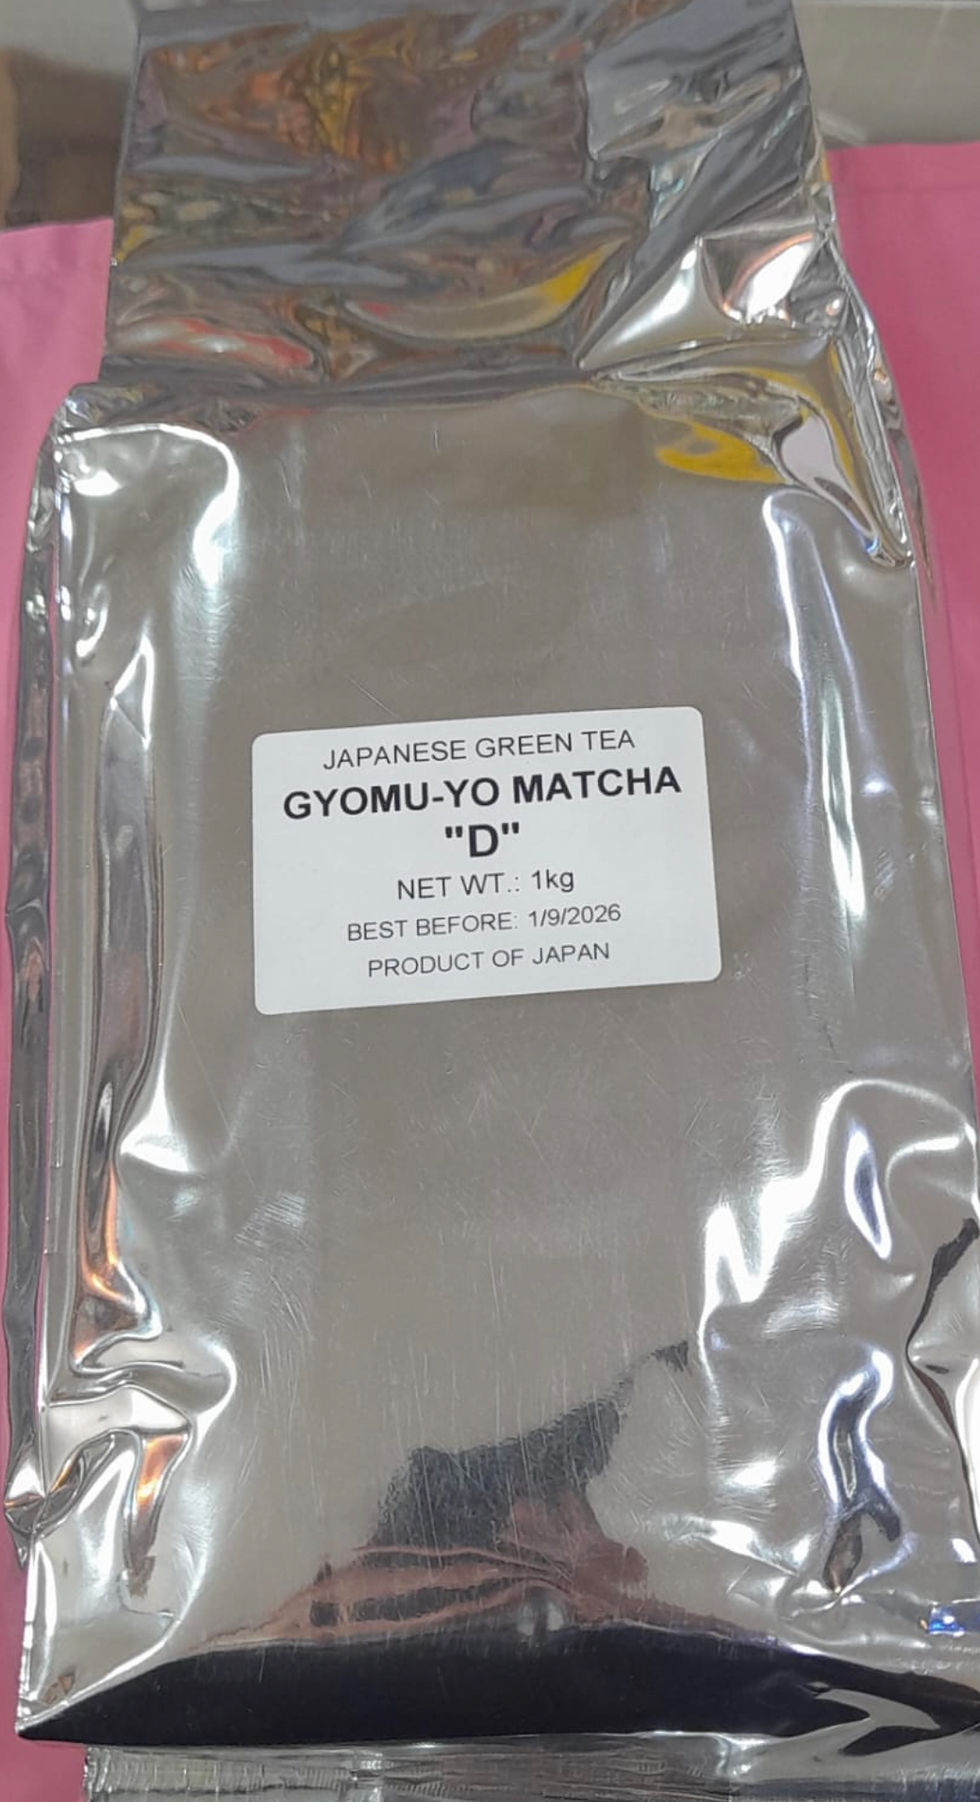 JAPANESE GREEN TEA
GYOMU-YO MATCHA
"D"
NET WT.: 1kg
BEST BEFORE: 1/9/2026
PRODUCT OF JAPAN